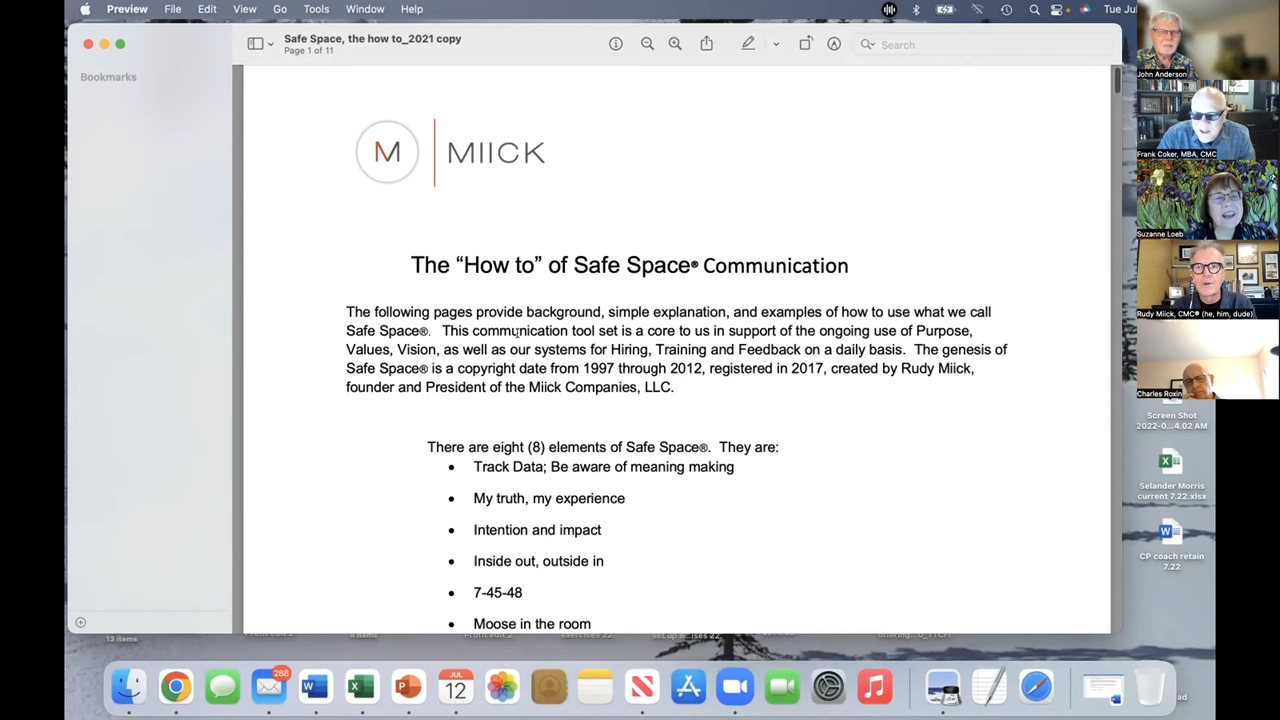 Preview File Edit View Go Tools Window Help Tue Jul
Safe Space, the how to_2021 copy
Page 1 of 11
Search
Bookmarks
M MIICK
The “How to” of Safe Space® Communication
The following pages provide background, simple explanation, and examples of how to use what we call
Safe Space®. This communication tool set is a core to us in support of the ongoing use of Purpose,
Values, Vision, as well as our systems for Hiring, Training and Feedback on a daily basis. The genesis of
Safe Space® is a copyright date from 1997 through 2012, registered in 2017, created by Rudy Miick,
founder and President of the Miick Companies, LLC.
There are eight (8) elements of Safe Space®. They are:
• Track Data; Be aware of meaning making
• My truth, my experience
• Intention and impact
• Inside out, outside in
• 7-45-48
• Moose in the room
John Anderson
Frank Coker, MBA, CMC
Suzanne Loeb
Rudy Miick, CMC® (he, him, dude)
Charles Roxin
Screen Shot
2022-0...4.02 AM
Selander Morris
current 7.22.xlsx
CP coach retain
7.22
13 items
288
JUL
12